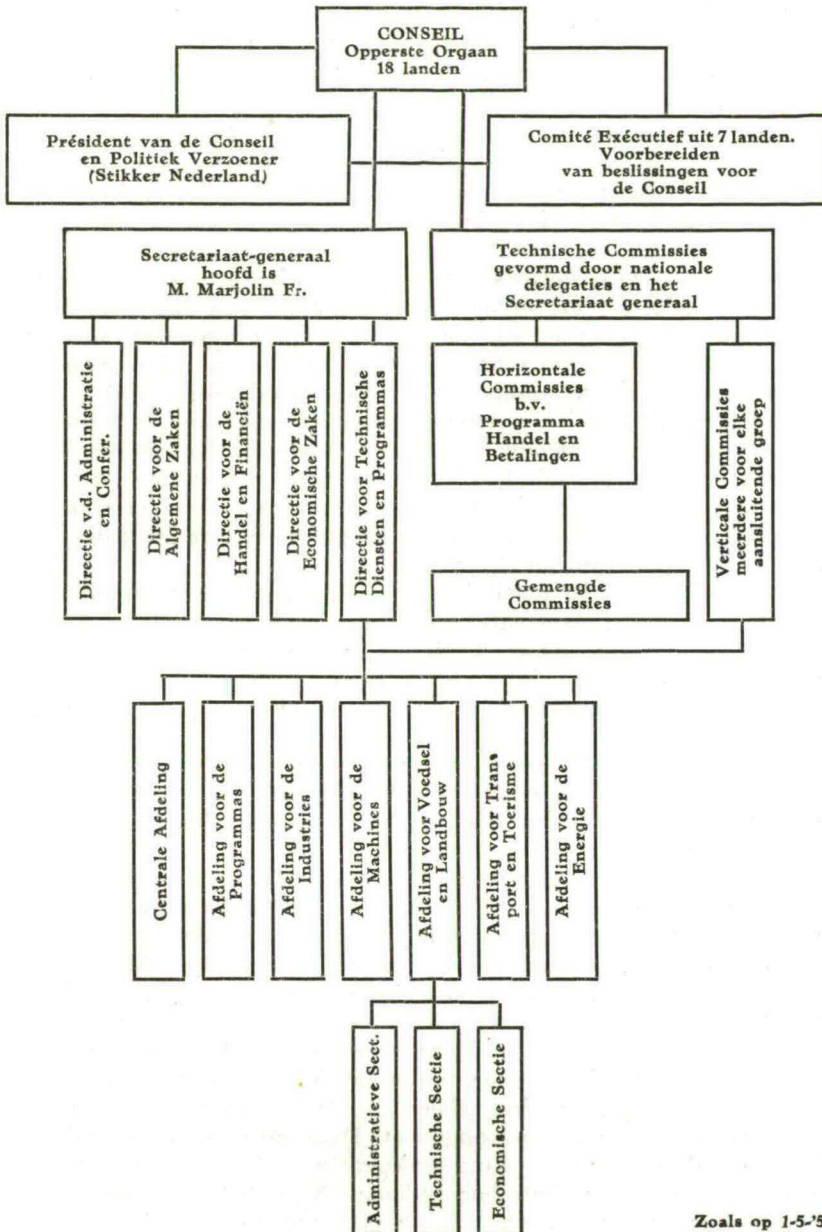 CONSEIL
Opperste Orgaan
18 landen
Président van de Conseil
en Politiek Verzoener
(Stikker Nederland)
Comité Exécutief uit 7 landen.
Voorbereiden
van beslissingen voor
de Conseil
Secretariaat-generaal
hoofd is
M. Marjolin Fr.
Technische Commissies
gevormd door nationale
delegaties en het
Secretariaat generaal
Directie v.d. Administratie
en Confer.
Directie voor de
Algemene Zaken
Directie voor de
Handel en Financiën
Directie voor de
Economische Zaken
Directie voor Technische
Diensten en Programmas
Horizontale
Commissies
b.v.
Programma
Handel en
Betalingen
Verticale Commissies
meerdere voor elke
aansluitende groep
Gemengde
Commissies
Centrale Afdeling
Afdeling voor de
Programmas
Afdeling voor de
Industries
Afdeling voor de
Machines
Afdeling voor Voedsel
en Landbouw
Afdeling voor Trans
port en Toerisme
Afdeling voor de
Energie
Administratieve Sect.
Technische Sectie
Economische Sectie
Zoals op 1-5-'5